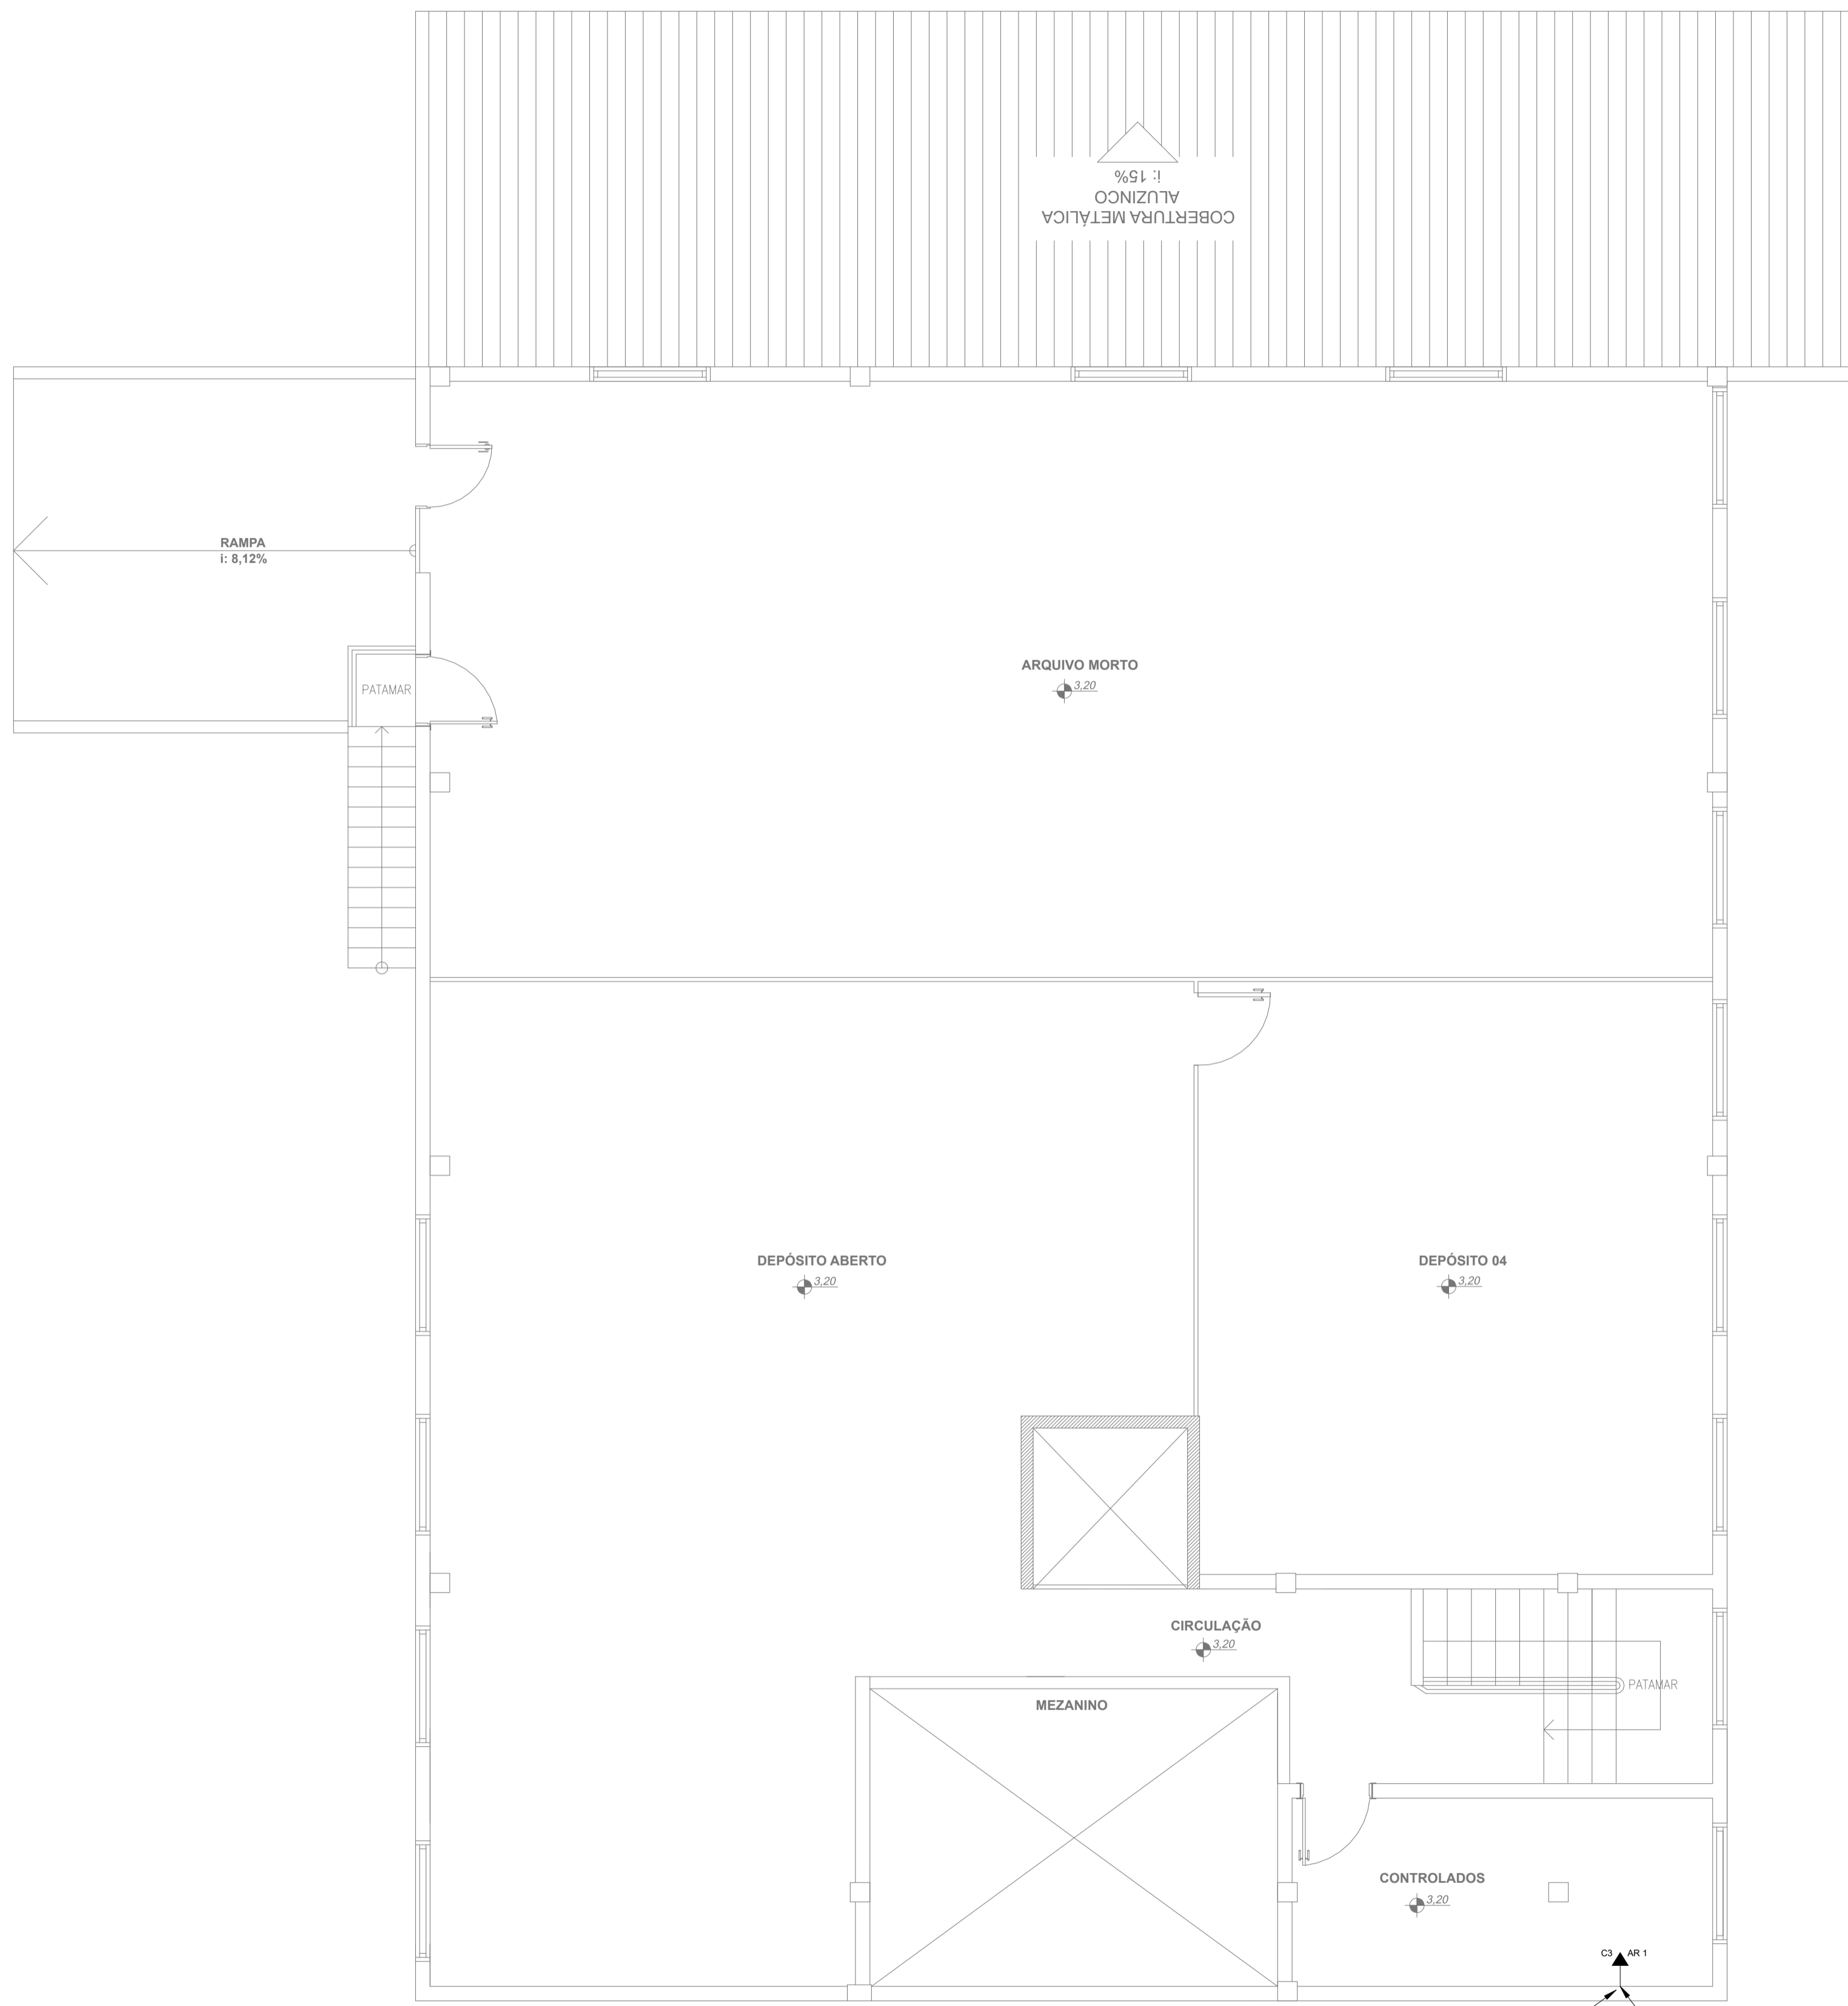 COBERTURA METÁLICA
ALUZINCO
i: 15%
RAMPA
i: 8,12%
ARQUIVO MORTO
3,20
PATAMAR
DEPÓSITO ABERTO
3,20
DEPÓSITO 04
3,20
CIRCULAÇÃO
3,20
PATAMAR
MEZANINO
CONTROLADOS
3,20
C3 AR 1